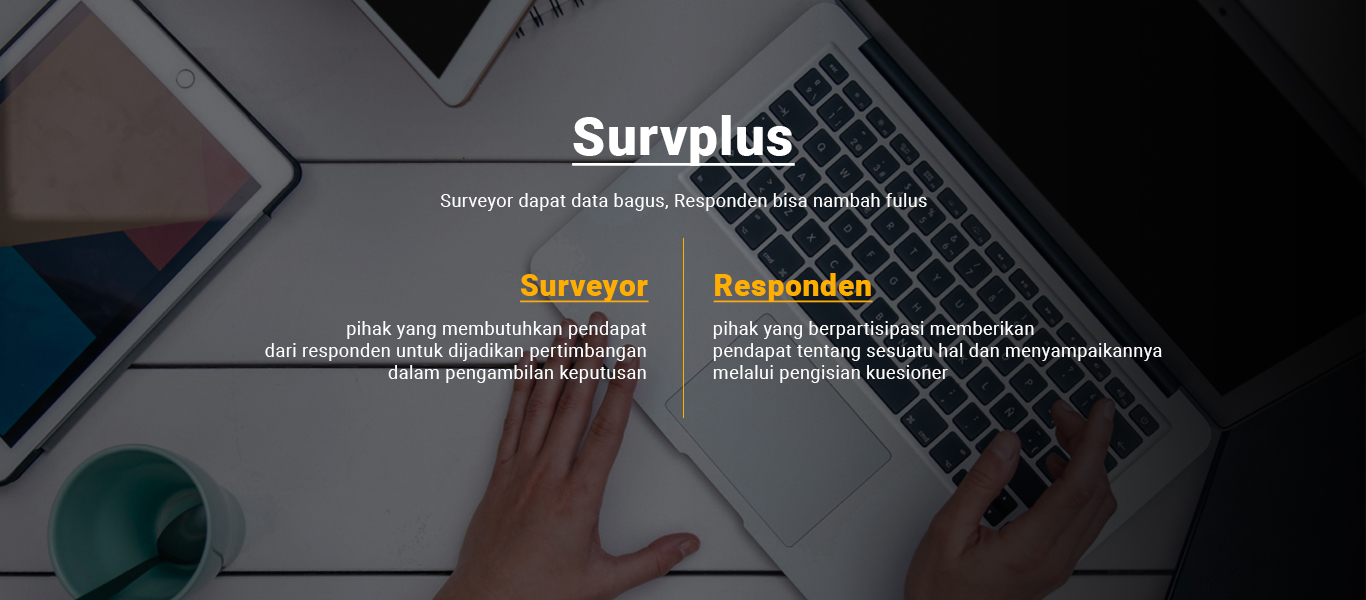 Survplus
Surveyor dapat data bagus, Responden bisa nambah fulus
Surveyor
pihak yang membutuhkan pendapat
dari responden untuk dijadikan pertimbangan
dalam pengambilan keputusan
Responden
pihak yang berpartisipasi memberikan
pendapat tentang sesuatu hal dan menyampaikannya
melalui pengisian kuesioner